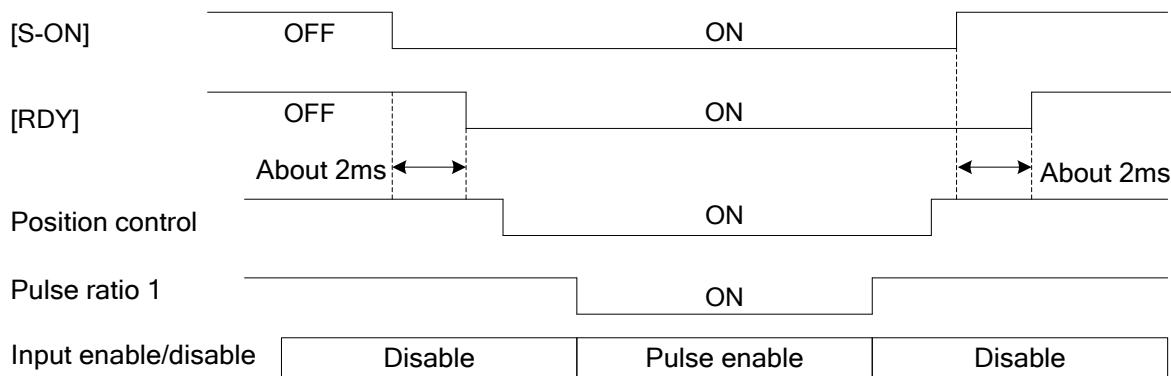 [S-ON] OFF ON
[RDY] OFF ON
About 2ms About 2ms
Position control ON
Pulse ratio 1 ON
Input enable/disable Disable Pulse enable Disable